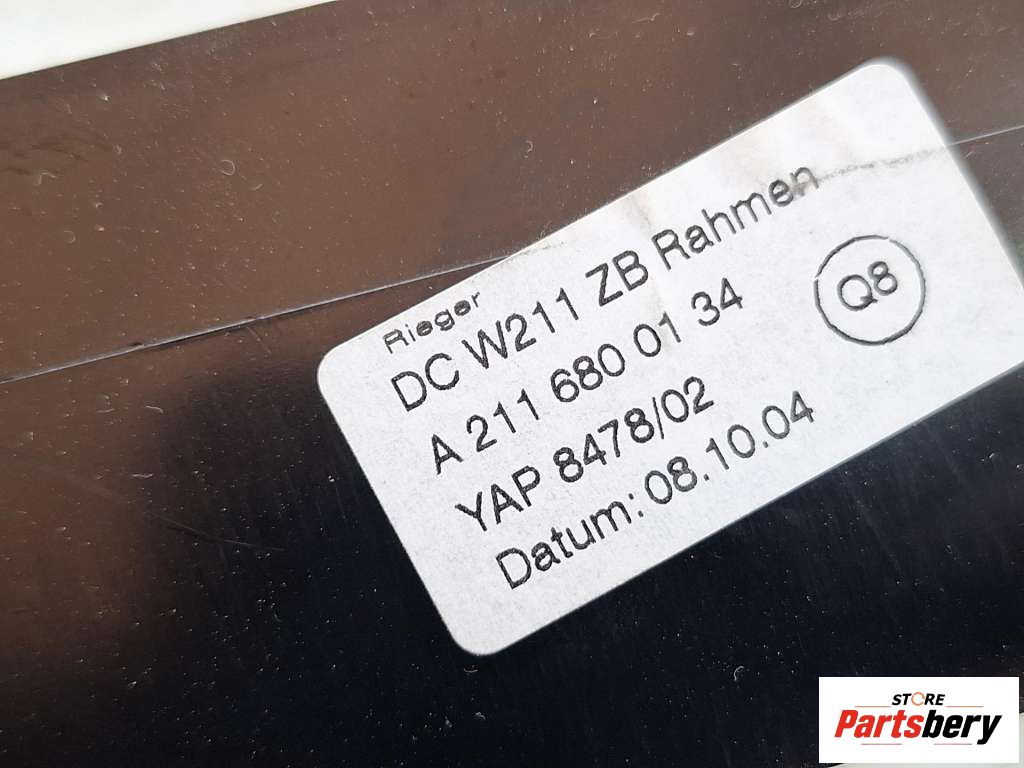 Rieger
DC W211 ZB Rahmen
A 211 680 01 34
Q8
YAP 8478/02
Datum: 08.10.04
STORE
Partsbery